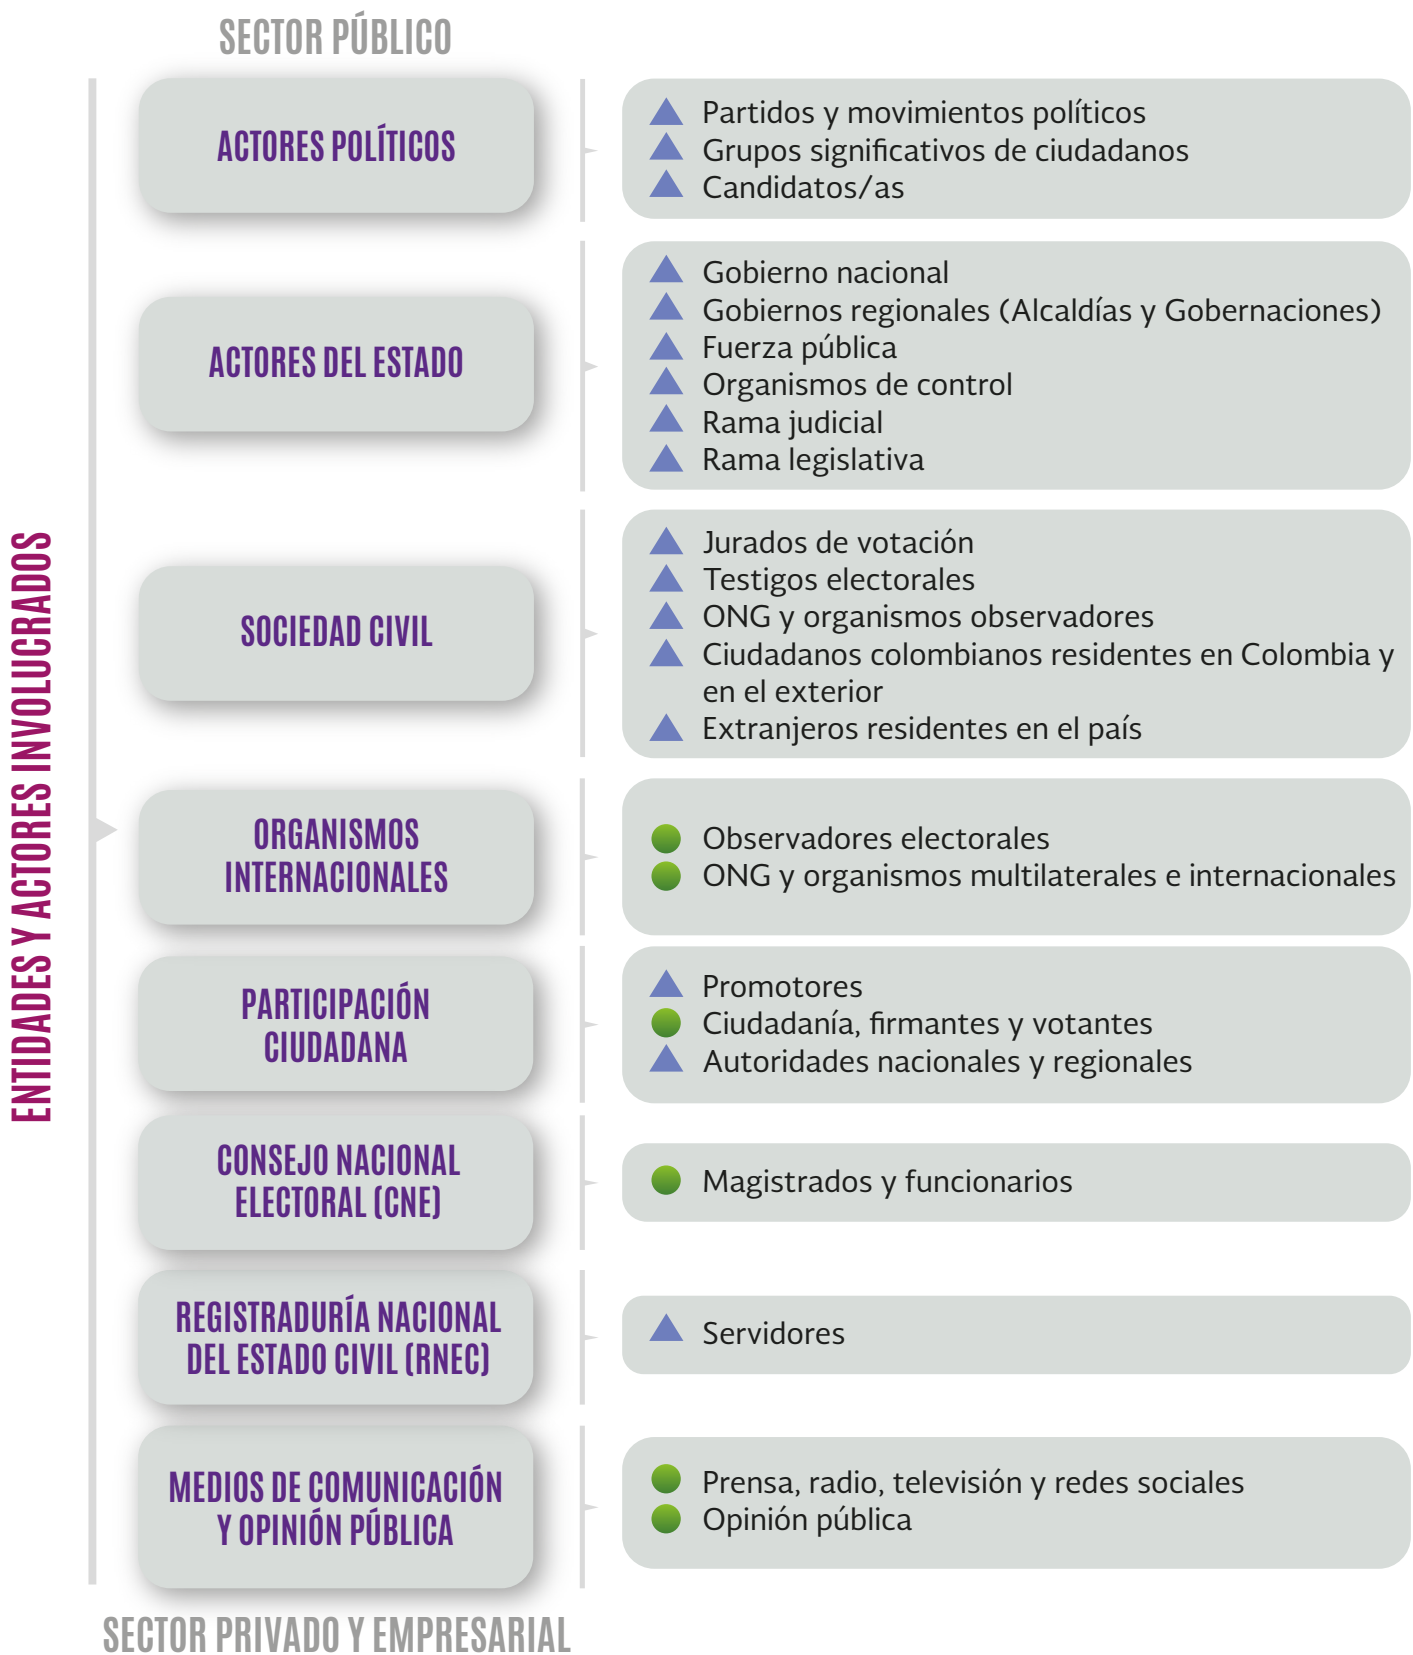 SECTOR PÚBLICO
ENTIDADES Y ACTORES INVOLUCRADOS
ACTORES POLÍTICOS
Partidos y movimientos políticos
Grupos significativos de ciudadanos
Candidatos/as
ACTORES DEL ESTADO
Gobierno nacional
Gobiernos regionales (Alcaldías y Gobernaciones)
Fuerza pública
Organismos de control
Rama judicial
Rama legislativa
SOCIEDAD CIVIL
Jurados de votación
Testigos electorales
ONG y organismos observadores
Ciudadanos colombianos residentes en Colombia y
en el exterior
Extranjeros residentes en el país
ORGANISMOS
INTERNACIONALES
Observadores electorales
ONG y organismos multilaterales e internacionales
PARTICIPACIÓN
CIUDADANA
Promotores
Ciudadanía, firmantes y votantes
Autoridades nacionales y regionales
CONSEJO NACIONAL
ELECTORAL (CNE)
Magistrados y funcionarios
REGISTRADURÍA NACIONAL
DEL ESTADO CIVIL (RNEC)
Servidores
MEDIOS DE COMUNICACIÓN
Y OPINIÓN PÚBLICA
Prensa, radio, televisión y redes sociales
Opinión pública
SECTOR PRIVADO Y EMPRESARIAL